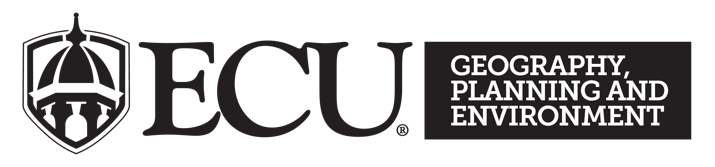 ECU®
GEOGRAPHY,
PLANNING AND
ENVIRONMENT